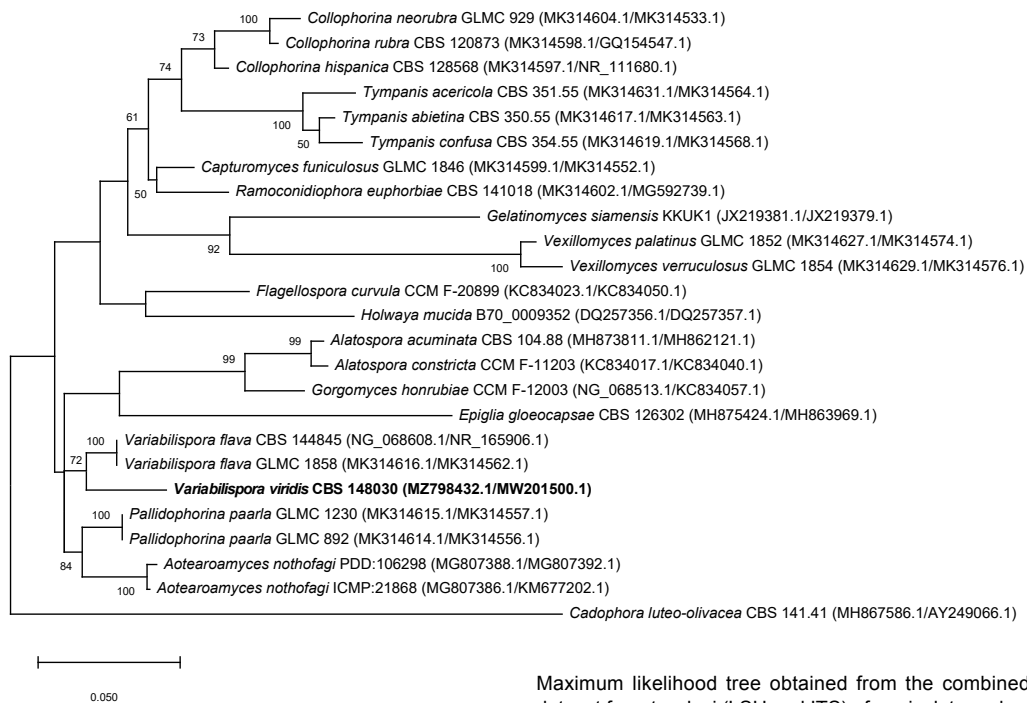 100
Collophorina neorubra GLMC 929 (MK314604.1/MK314533.1)
73
Collophorina rubra CBS 120873 (MK314598.1/GQ154547.1)
74
Collophorina hispanica CBS 128568 (MK314597.1/NR_111680.1)
Tympanis acericola CBS 351.55 (MK314631.1/MK314564.1)
61
100
Tympanis abietina CBS 350.55 (MK314617.1/MK314563.1)
50
Tympanis confusa CBS 354.55 (MK314619.1/MK314568.1)
Capturomyces funiculosus GLMC 1846 (MK314599.1/MK314552.1)
50
Ramoconidiophora euphorbiae CBS 141018 (MK314602.1/MG592739.1)
Gelatinomyces siamensis KKUK1 (JX219381.1/JX219379.1)
92
Vexillomyces palatinus GLMC 1852 (MK314627.1/MK314574.1)
100
Vexillomyces verruculosus GLMC 1854 (MK314629.1/MK314576.1)
Flagellospora curvula CCM F-20899 (KC834023.1/KC834050.1)
Holwaya mucida B70_0009352 (DQ257356.1/DQ257357.1)
99
Alatospora acuminata CBS 104.88 (MH873811.1/MH862121.1)
99
Alatospora constricta CCM F-11203 (KC834017.1/KC834040.1)
Gorgomyces honrubiae CCM F-12003 (NG_068513.1/KC834057.1)
Epiglia gloeocapsae CBS 126302 (MH875424.1/MH863969.1)
100
Variabilispora flava CBS 144845 (NG_068608.1/NR_165906.1)
72
Variabilispora flava GLMC 1858 (MK314616.1/MK314562.1)
Variabilispora viridis CBS 148030 (MZ798432.1/MW201500.1)
100
Pallidophorina paarla GLMC 1230 (MK314615.1/MK314557.1)
Pallidophorina paarla GLMC 892 (MK314614.1/MK314556.1)
84
Aotearoamyces nothofagi PDD:106298 (MG807388.1/MG807392.1)
100
Aotearoamyces nothofagi ICMP:21868 (MG807386.1/KM677202.1)
Cadophora luteo-olivacea CBS 141.41 (MH867586.1/AY249066.1)
0.050
Maximum likelihood tree obtained from the combined